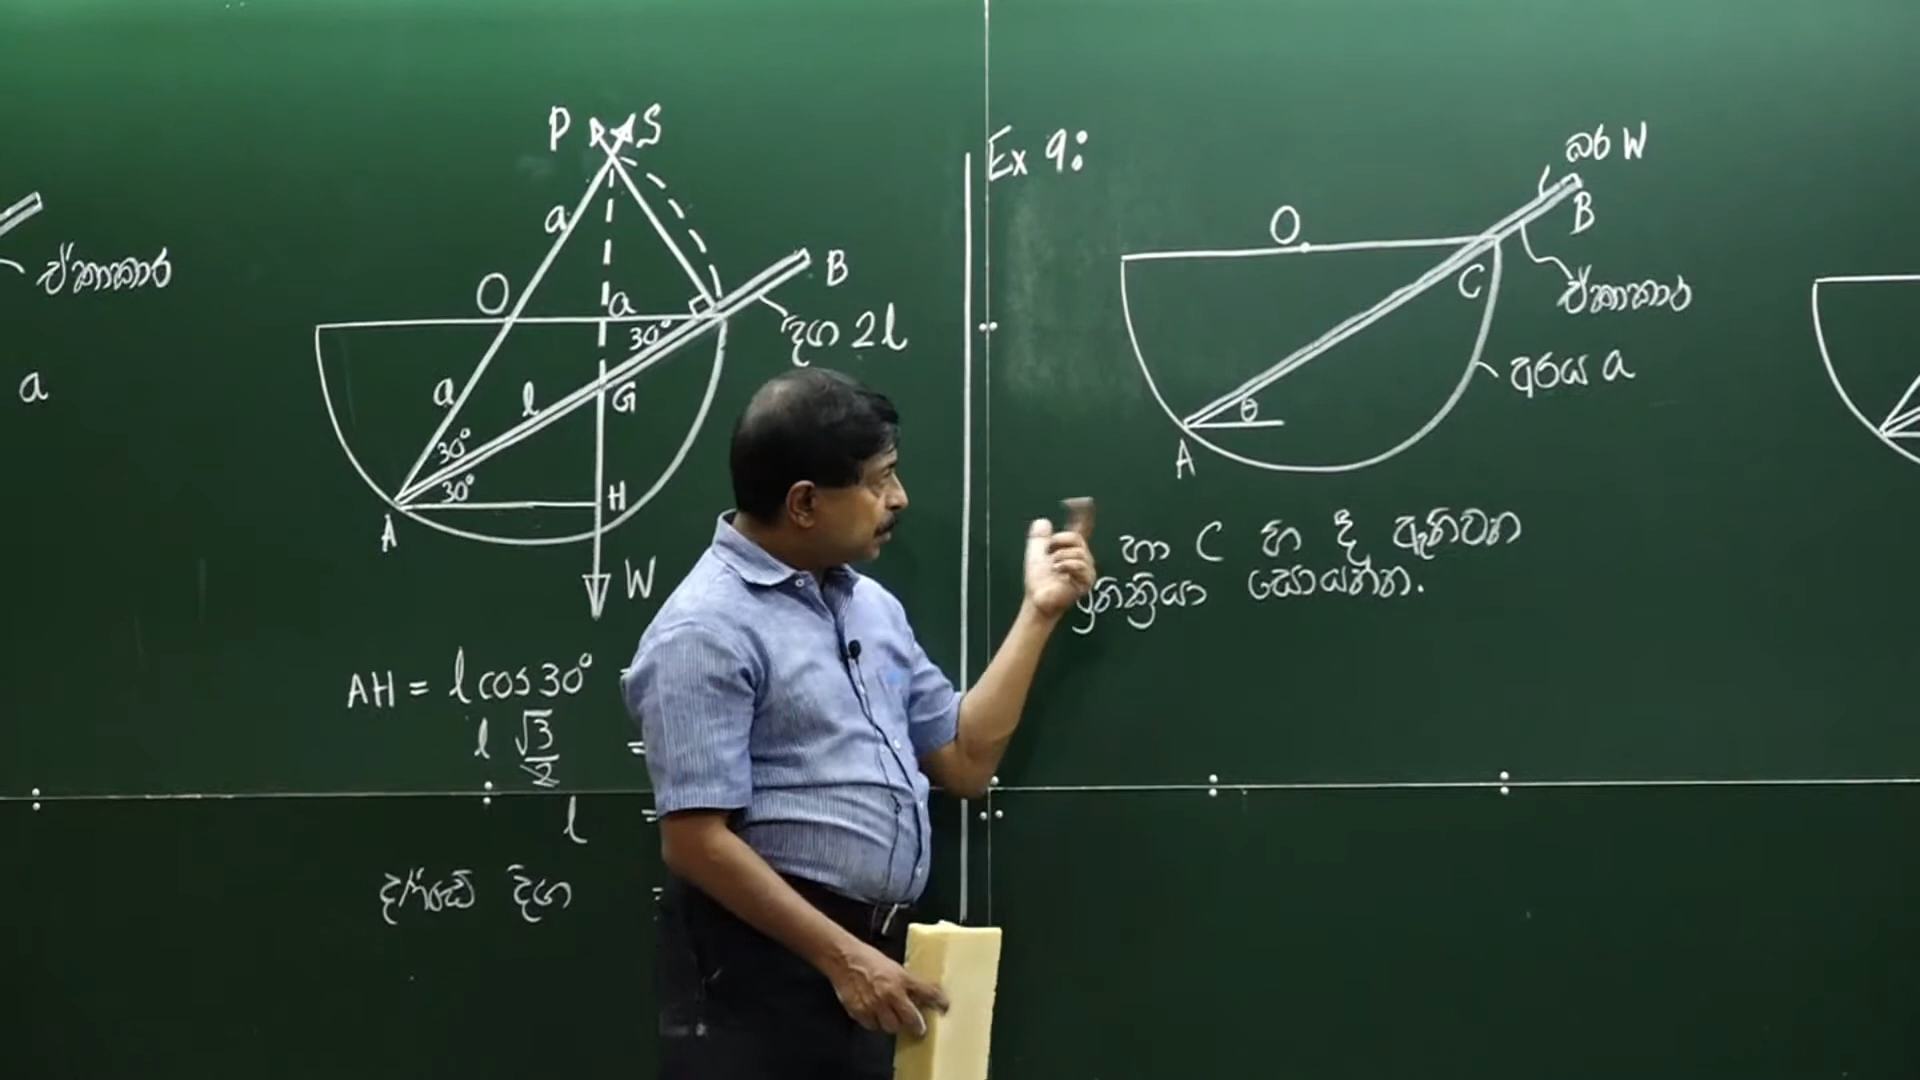 ඒකාකාර
a
P
S
a
O
a
30°
B
දිග 2l
a
l
G
30°
30°
H
A
W
AH = l cos 30°
l √3/2 =
l =
දණ්ඩේ දිග =
Ex 9:
බර W
O
B
C
ඒකාකාර
අරය a
θ
A
හා C හි දී ඇතිවන
සොයන්න.